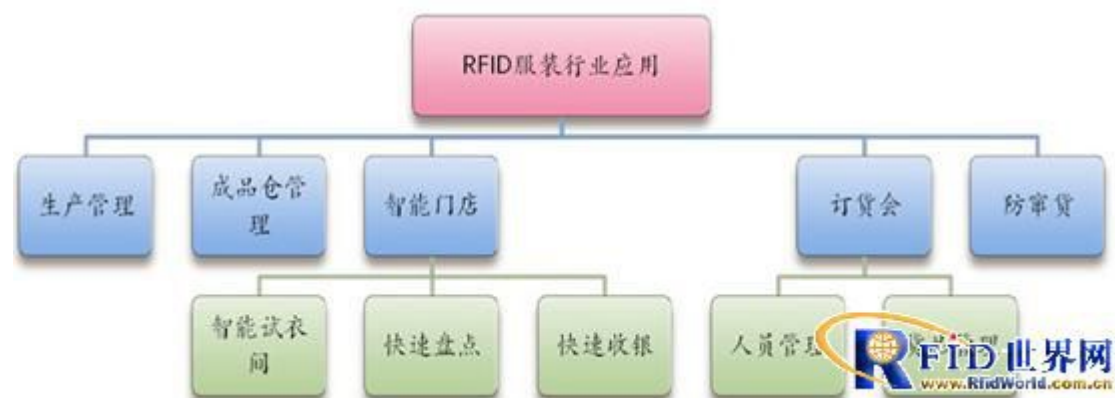 RFID服装行业应用
生产管理
成品仓管
理
智能门店
订货会
防窜货
智能试衣
间
快速盘点
快速收银
人员管理
RFID世界网
www.RfidWorld.com.cn